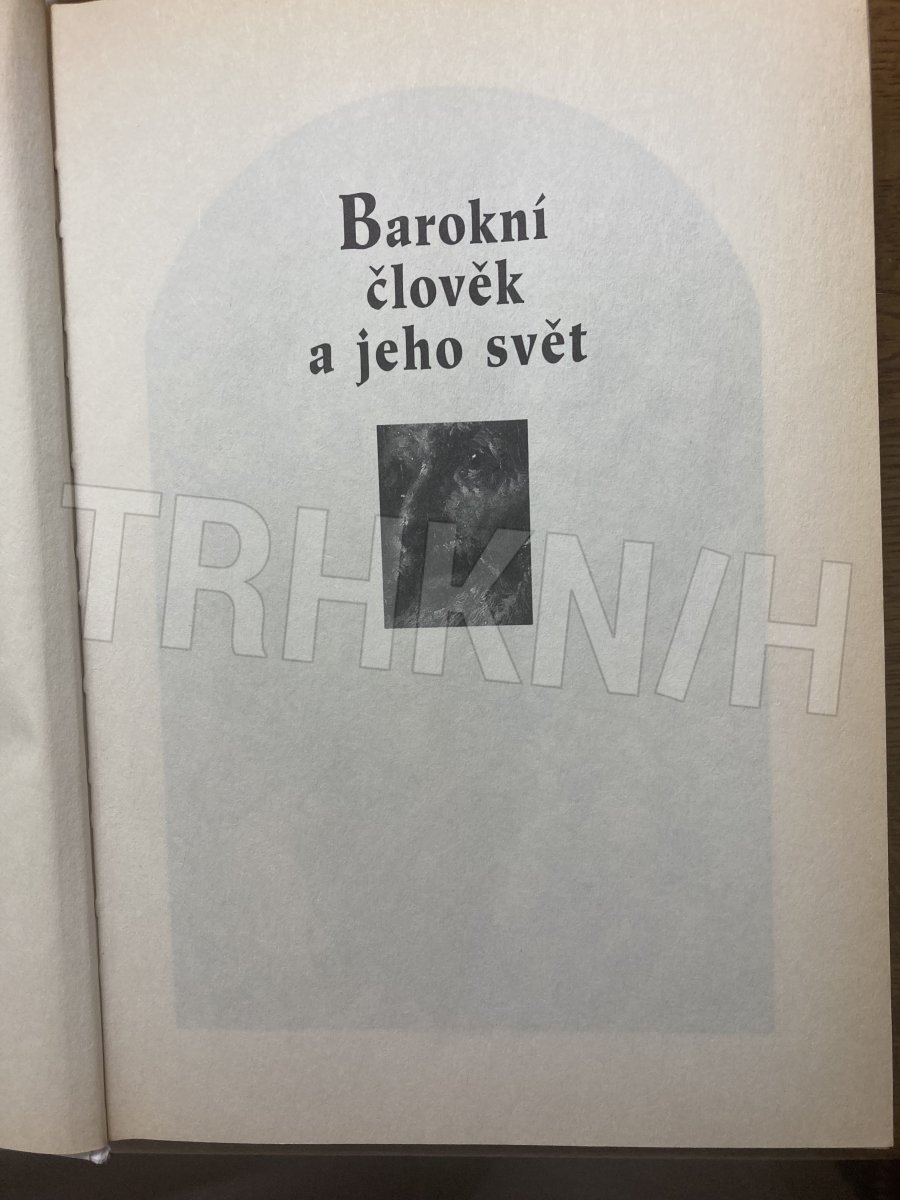 Barokní
člověk
a jeho svět
TRHKNIH